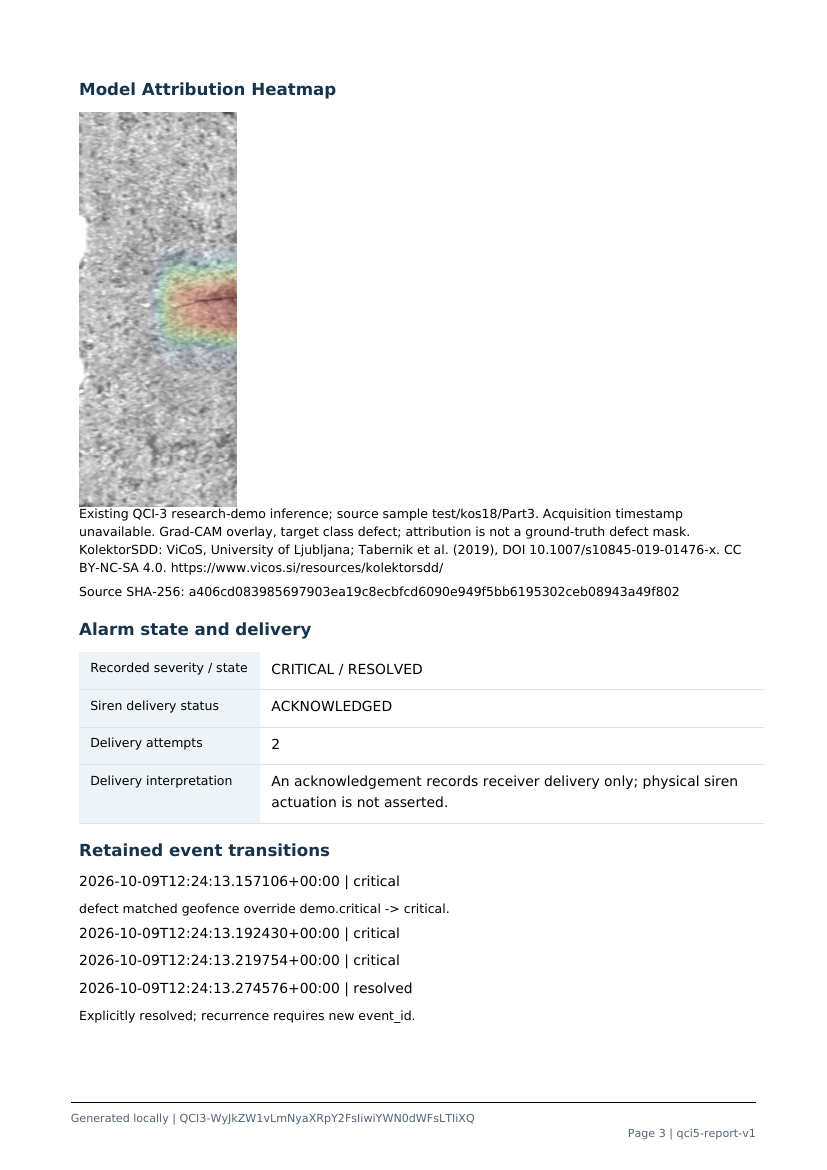 Model Attribution Heatmap
Existing QCI-3 research-demo inference; source sample test/kos18/Part3. Acquisition timestamp
unavailable. Grad-CAM overlay, target class defect; attribution is not a ground-truth defect mask.
KolektorSDD: ViCoS, University of Ljubljana; Tabernik et al. (2019), DOI 10.1007/s10845-019-01476-x. CC
BY-NC-SA 4.0. https://www.vicos.si/resources/kolektorsdd/
Source SHA-256: a406cd083985697903ea19c8ecbfcd6090e949f5bb6195302ceb08943a49f802
Alarm state and delivery
Recorded severity / state CRITICAL / RESOLVED
Siren delivery status ACKNOWLEDGED
Delivery attempts 2
Delivery interpretation An acknowledgement records receiver delivery only; physical siren
actuation is not asserted.
Retained event transitions
2026-10-09T12:24:13.157106+00:00 | critical
defect matched geofence override demo.critical -> critical.
2026-10-09T12:24:13.192430+00:00 | critical
2026-10-09T12:24:13.219754+00:00 | critical
2026-10-09T12:24:13.274576+00:00 | resolved
Explicitly resolved; recurrence requires new event_id.
Generated locally | QCI3-WyJkZW1vLmNyaXRpY2FsIiwiYWN0dWFsLTIiXQ
Page 3 | qci5-report-v1